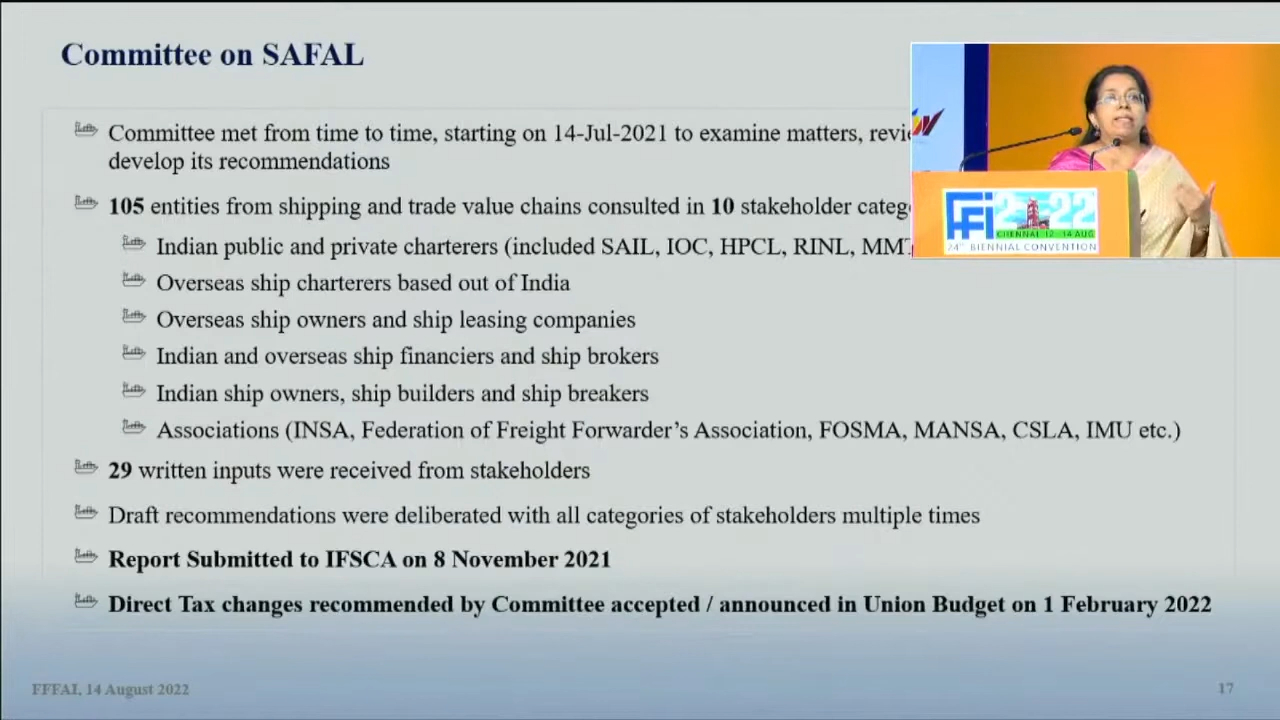 Committee on SAFAL
Committee met from time to time, starting on 14-Jul-2021 to examine matters,
develop its recommendations
105 entities from shipping and trade value chains consulted in 10 stakeholder
Indian public and private charterers (included SAIL, IOC, HPCL, RINL,
Overseas ship charterers based out of India
Overseas ship owners and ship leasing companies
Indian and overseas ship financiers and ship brokers
Indian ship owners, ship builders and ship breakers
Associations (INSA, Federation of Freight Forwarder's Association, FOSMA, MANSA, CSLA, IMU etc.)
29 written inputs were received from stakeholders
Draft recommendations were deliberated with all categories of stakeholders multiple times
Report Submitted to IFSCA on 8 November 2021
Direct Tax changes recommended by Committee accepted / announced in Union Budget on 1 February 2022
FFFAI, 14 August 2022
17
FFFI 2022
CHENNAI 12 - 14 AUG
24th BIENNIAL CONVENTION